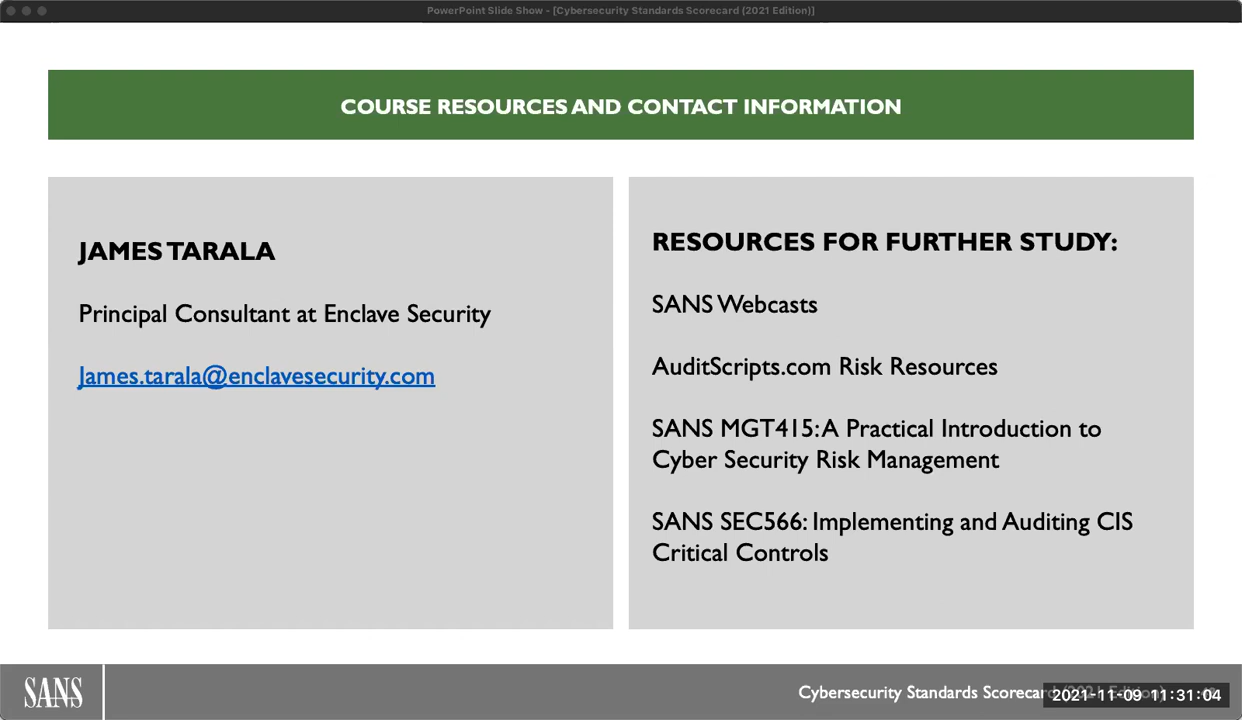 PowerPoint Slide Show - [Cybersecurity Standards Scorecard (2021 Edition)]
COURSE RESOURCES AND CONTACT INFORMATION
JAMES TARALA
Principal Consultant at Enclave Security
James.tarala@enclavesecurity.com
RESOURCES FOR FURTHER STUDY:
SANS Webcasts
AuditScripts.com Risk Resources
SANS MGT415: A Practical Introduction to
Cyber Security Risk Management
SANS SEC566: Implementing and Auditing CIS
Critical Controls
SANS
Cybersecurity Standards Scorecard (2021 Edition)
2021-11-09 11:31:04